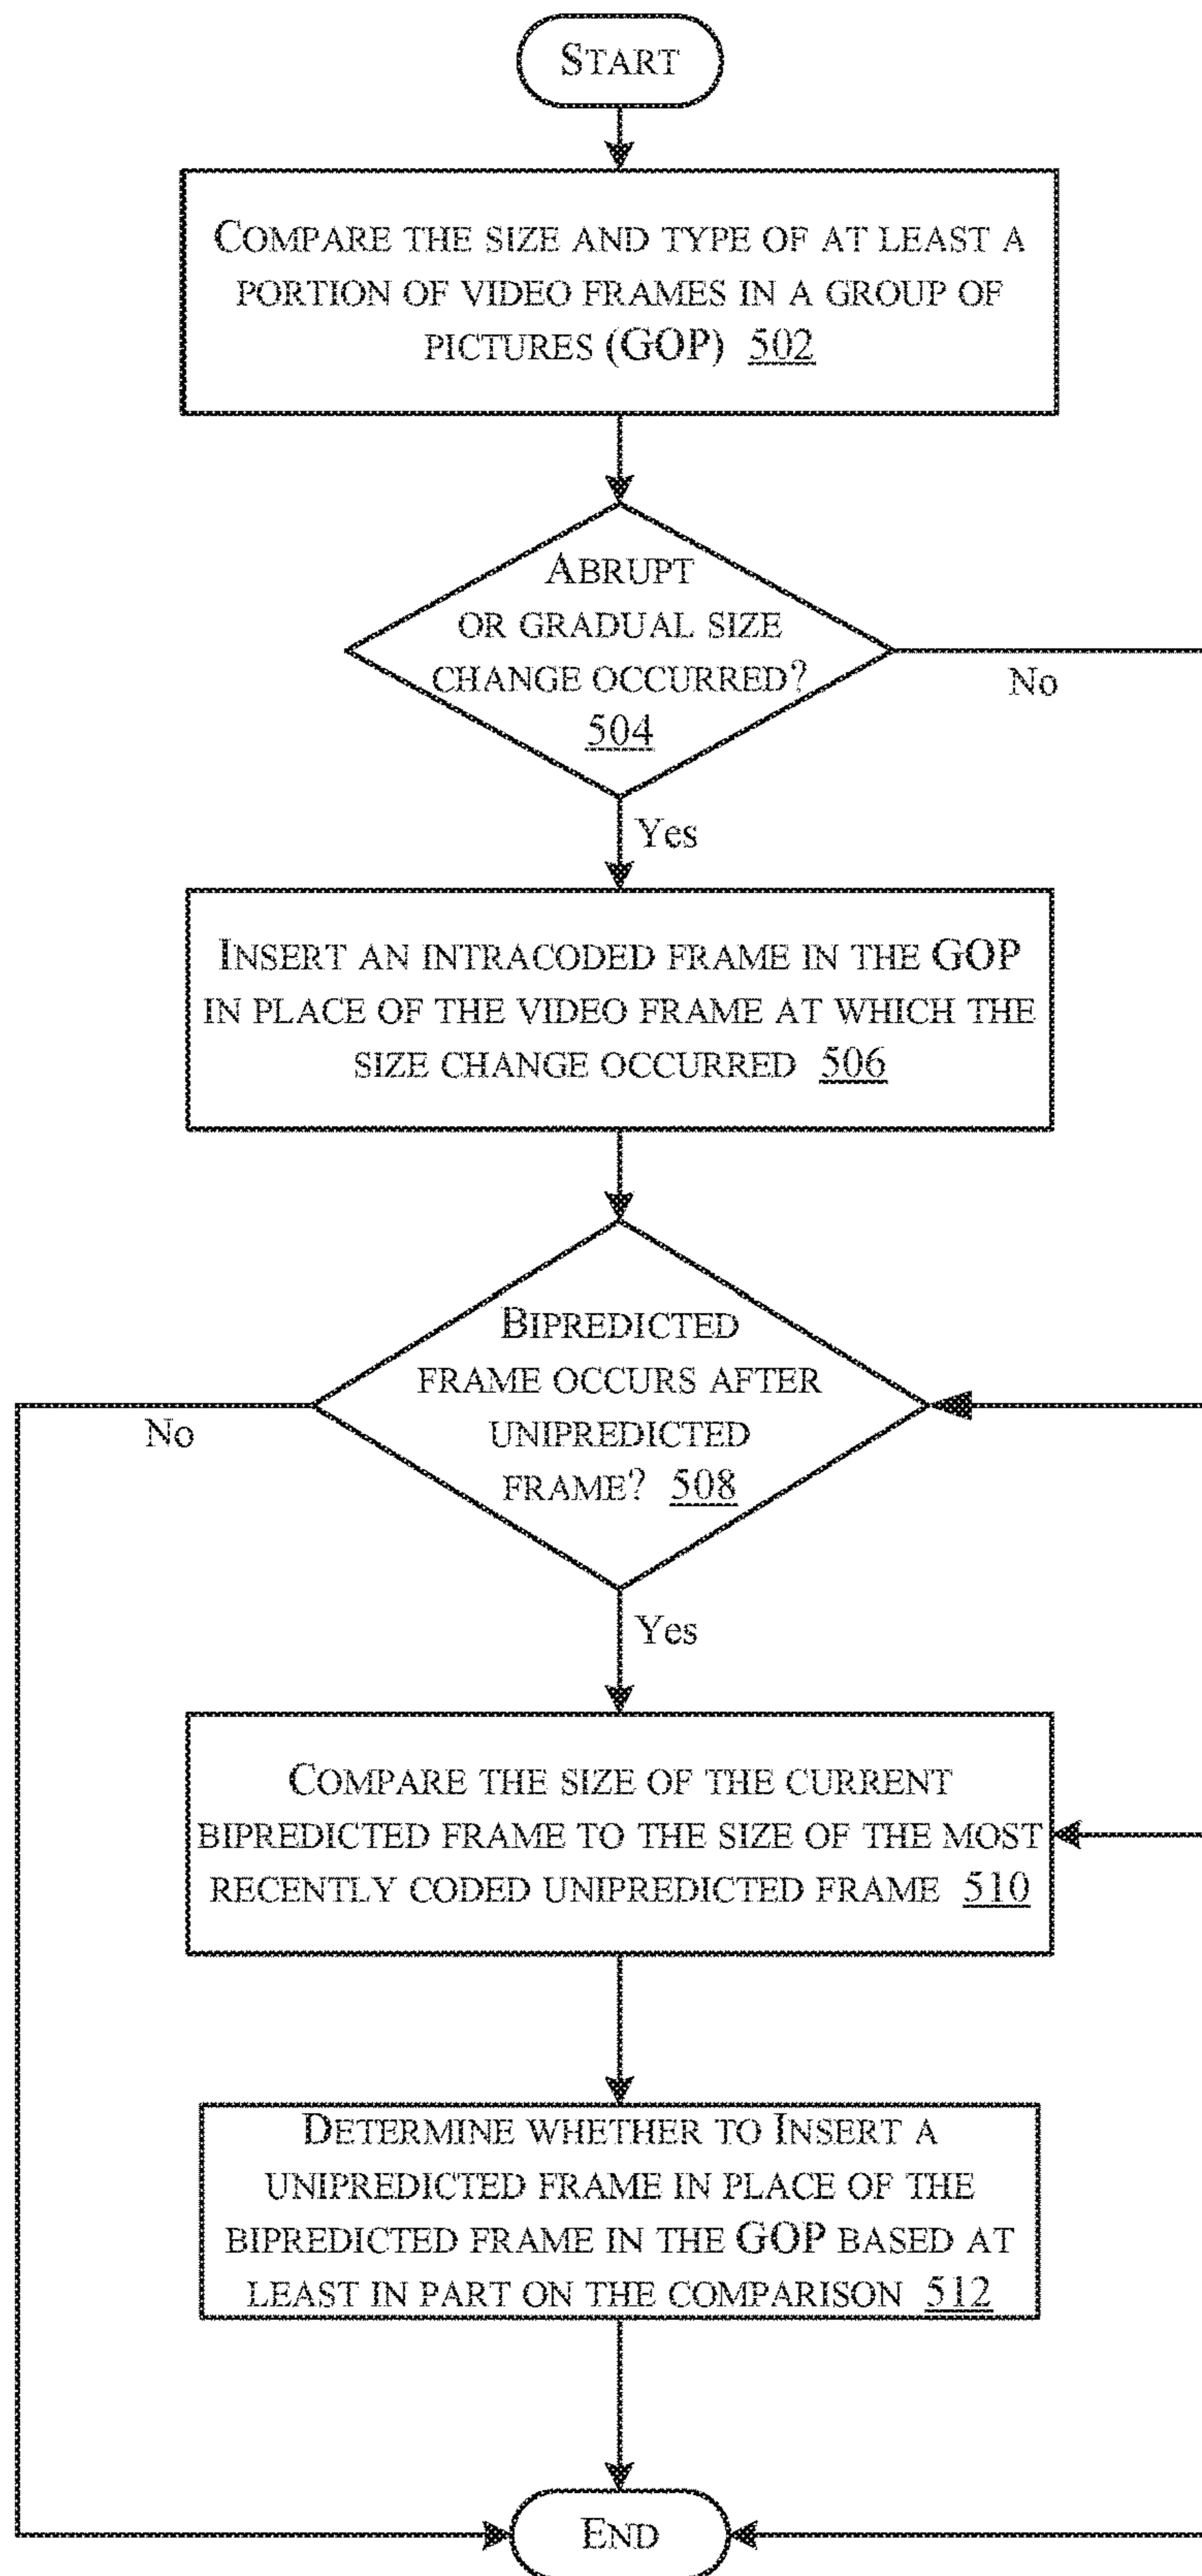 START
COMPARE THE SIZE AND TYPE OF AT LEAST A
PORTION OF VIDEO FRAMES IN A GROUP OF
PICTURES (GOP) 502
ABRUPT
OR GRADUAL SIZE
CHANGE OCCURRED?
504
No
Yes
INSERT AN INTRACODED FRAME IN THE GOP
IN PLACE OF THE VIDEO FRAME AT WHICH THE
SIZE CHANGE OCCURRED 506
BIPREDICTED
FRAME OCCURS AFTER
UNIPREDICTED
FRAME? 508
No
Yes
COMPARE THE SIZE OF THE CURRENT
BIPREDICTED FRAME TO THE SIZE OF THE MOST
RECENTLY CODED UNIPREDICTED FRAME 510
DETERMINE WHETHER TO INSERT A
UNIPREDICTED FRAME IN PLACE OF THE
BIPREDICTED FRAME IN THE GOP BASED AT
LEAST IN PART ON THE COMPARISON 512
END